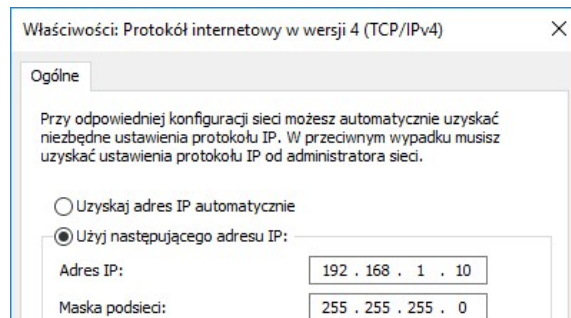 Właściwości: Protokół internetowy w wersji 4 (TCP/IPv4)
Ogólne
Przy odpowiedniej konfiguracji sieci możesz automatycznie uzyskać
niezbędne ustawienia protokołu IP. W przeciwnym wypadku musisz
uzyskać ustawienia protokołu IP od administratora sieci.
Uzyskaj adres IP automatycznie
Użyj następującego adresu IP:
Adres IP: 192 . 168 . 1 . 10
Maska podsieci: 255 . 255 . 255 . 0